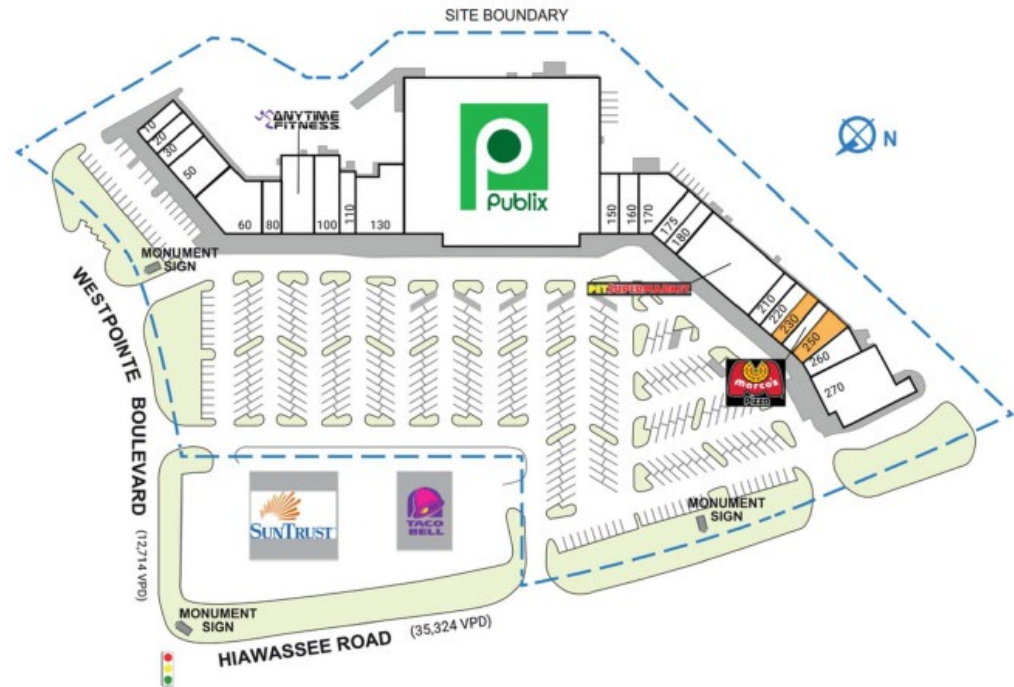 SITE BOUNDARY
ANYTIME
FITNESS
Publix
N
10
20
30
50
60
80
100
110
130
150
160
170
175
180
210
220
230
250
260
270
PET SUPERMARKET
Marco's
Pizza
MONUMENT
SIGN
WESTPOINTE BOULEVARD (12,714 VPD)
SUNTRUST
TACO
BELL
MONUMENT
SIGN
MONUMENT
SIGN
HIAWASSEE ROAD (35,324 VPD)